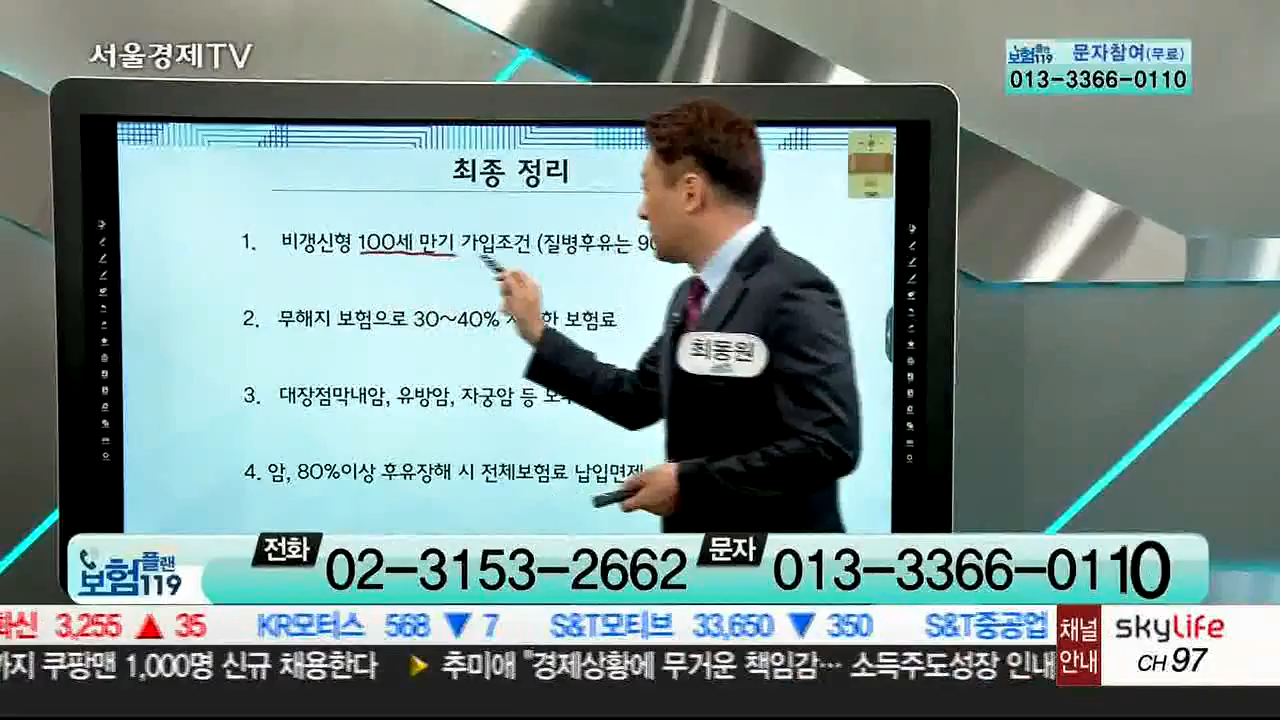 서울경제TV
보험플랜119 문자참여(무료)
013-3366-0110
최종 정리
1. 비갱신형 100세 만기 가입조건 (질병후유는 90
2. 무해지 보험으로 30~40% 한 보험료
3. 대장점막내암, 유방암, 자궁암 등
4. 암, 80%이상 후유장해 시 전체보험료 납입면제
최동원
보험플랜119 전화 02-3153-2662 문자 013-3366-0110
화신 3,255 ▲ 35 KR모터스 568 ▼ 7 S&T모티브 33,650 ▼ 350 S&T중공업
까지 쿠팡맨 1,000명 신규 채용한다 ▶ 추미애 "경제상황에 무거운 책임감… 소득주도성장 인내
채널안내
skylife
CH 97